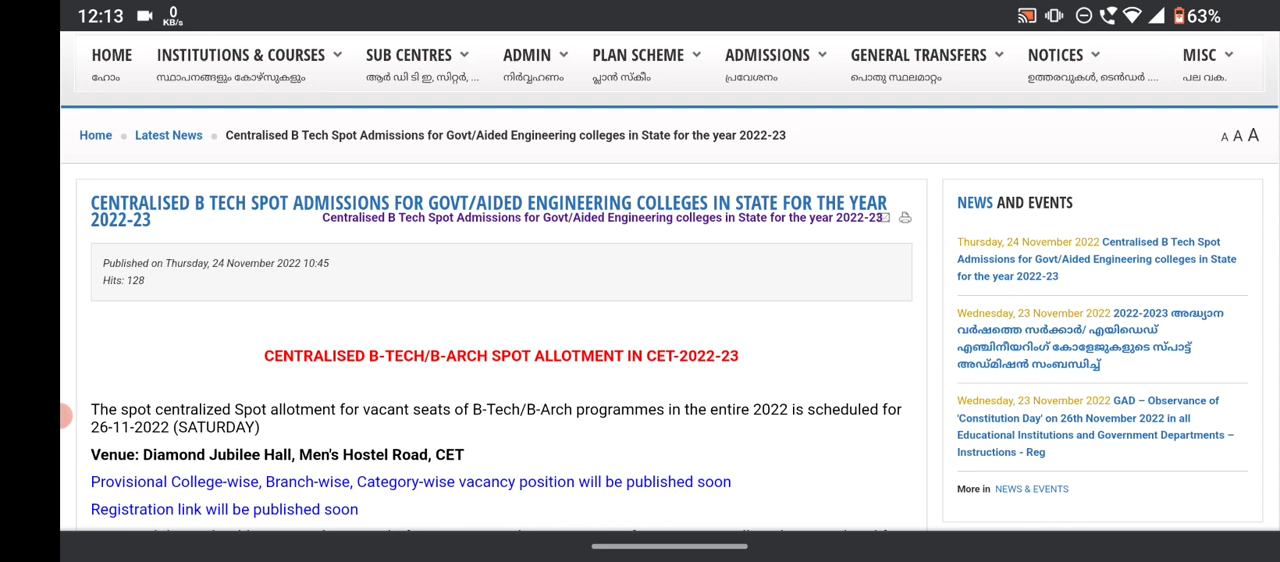 12:13 0 KB/s 63%
HOME INSTITUTIONS & COURSES SUB CENTRES ADMIN PLAN SCHEME ADMISSIONS GENERAL TRANSFERS NOTICES MISC
ഹോം സ്ഥാപനങ്ങളും കോഴ്സുകളും ആർ ഡി ടി ഇ, സിറ്റർ, ... നിർവ്വഹണം പ്ലാൻ സ്കീം പ്രവേശനം പൊതു സ്ഥലമാറ്റം ഉത്തരവുകൾ, ടെൻഡർ .... പല വക.
Home Latest News Centralised B Tech Spot Admissions for Govt/Aided Engineering colleges in State for the year 2022-23 A A A
CENTRALISED B TECH SPOT ADMISSIONS FOR GOVT/AIDED ENGINEERING COLLEGES IN STATE FOR THE YEAR
2022-23
Centralised B Tech Spot Admissions for Govt/Aided Engineering colleges in State for the year 2022-23
Published on Thursday, 24 November 2022 10:45
Hits: 128
CENTRALISED B-TECH/B-ARCH SPOT ALLOTMENT IN CET-2022-23
The spot centralized Spot allotment for vacant seats of B-Tech/B-Arch programmes in the entire 2022 is scheduled for
26-11-2022 (SATURDAY)
Venue: Diamond Jubilee Hall, Men's Hostel Road, CET
Provisional College-wise, Branch-wise, Category-wise vacancy position will be published soon
Registration link will be published soon
NEWS AND EVENTS
Thursday, 24 November 2022 Centralised B Tech Spot
Admissions for Govt/Aided Engineering colleges in State
for the year 2022-23
Wednesday, 23 November 2022 2022-2023 അദ്ധ്യാന
വർഷത്തെ സർക്കാർ/ എയിഡെഡ്
എഞ്ചിനീയറിംഗ് കോളേജുകളുടെ സ്പാട്ട്
അഡ്മിഷൻ സംബന്ധിച്ച്
Wednesday, 23 November 2022 GAD – Observance of
'Constitution Day' on 26th November 2022 in all
Educational Institutions and Government Departments –
Instructions - Reg
More in NEWS & EVENTS